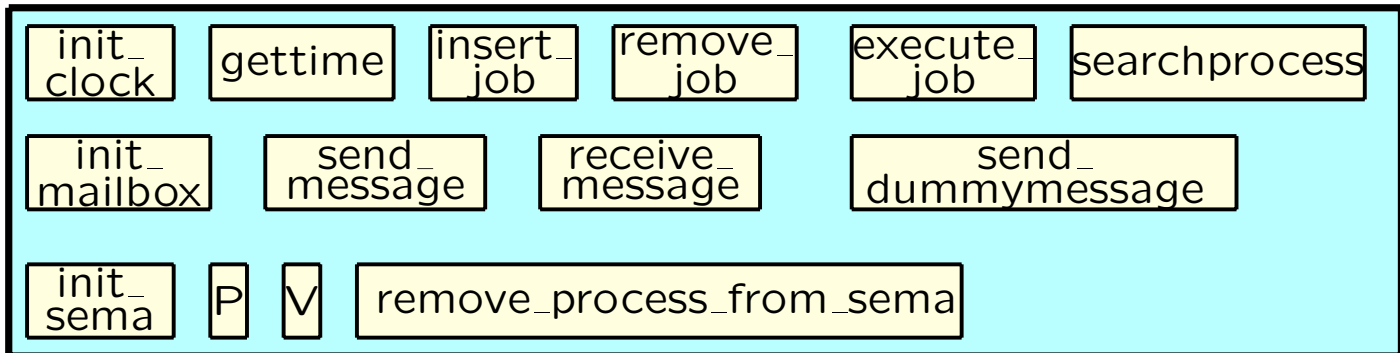 init_
clock
gettime
insert_
job
remove_
job
execute_
job
searchprocess
init_
mailbox
send_
message
receive_
message
send_
dummymessage
init_
sema
P
V
remove_process_from_sema